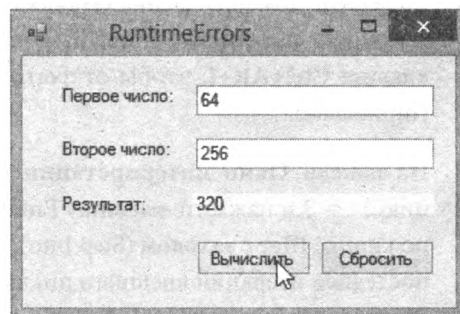 RuntimeErrors
Первое число: 64
Второе число: 256
Результат: 320
Вычислить Сбросить